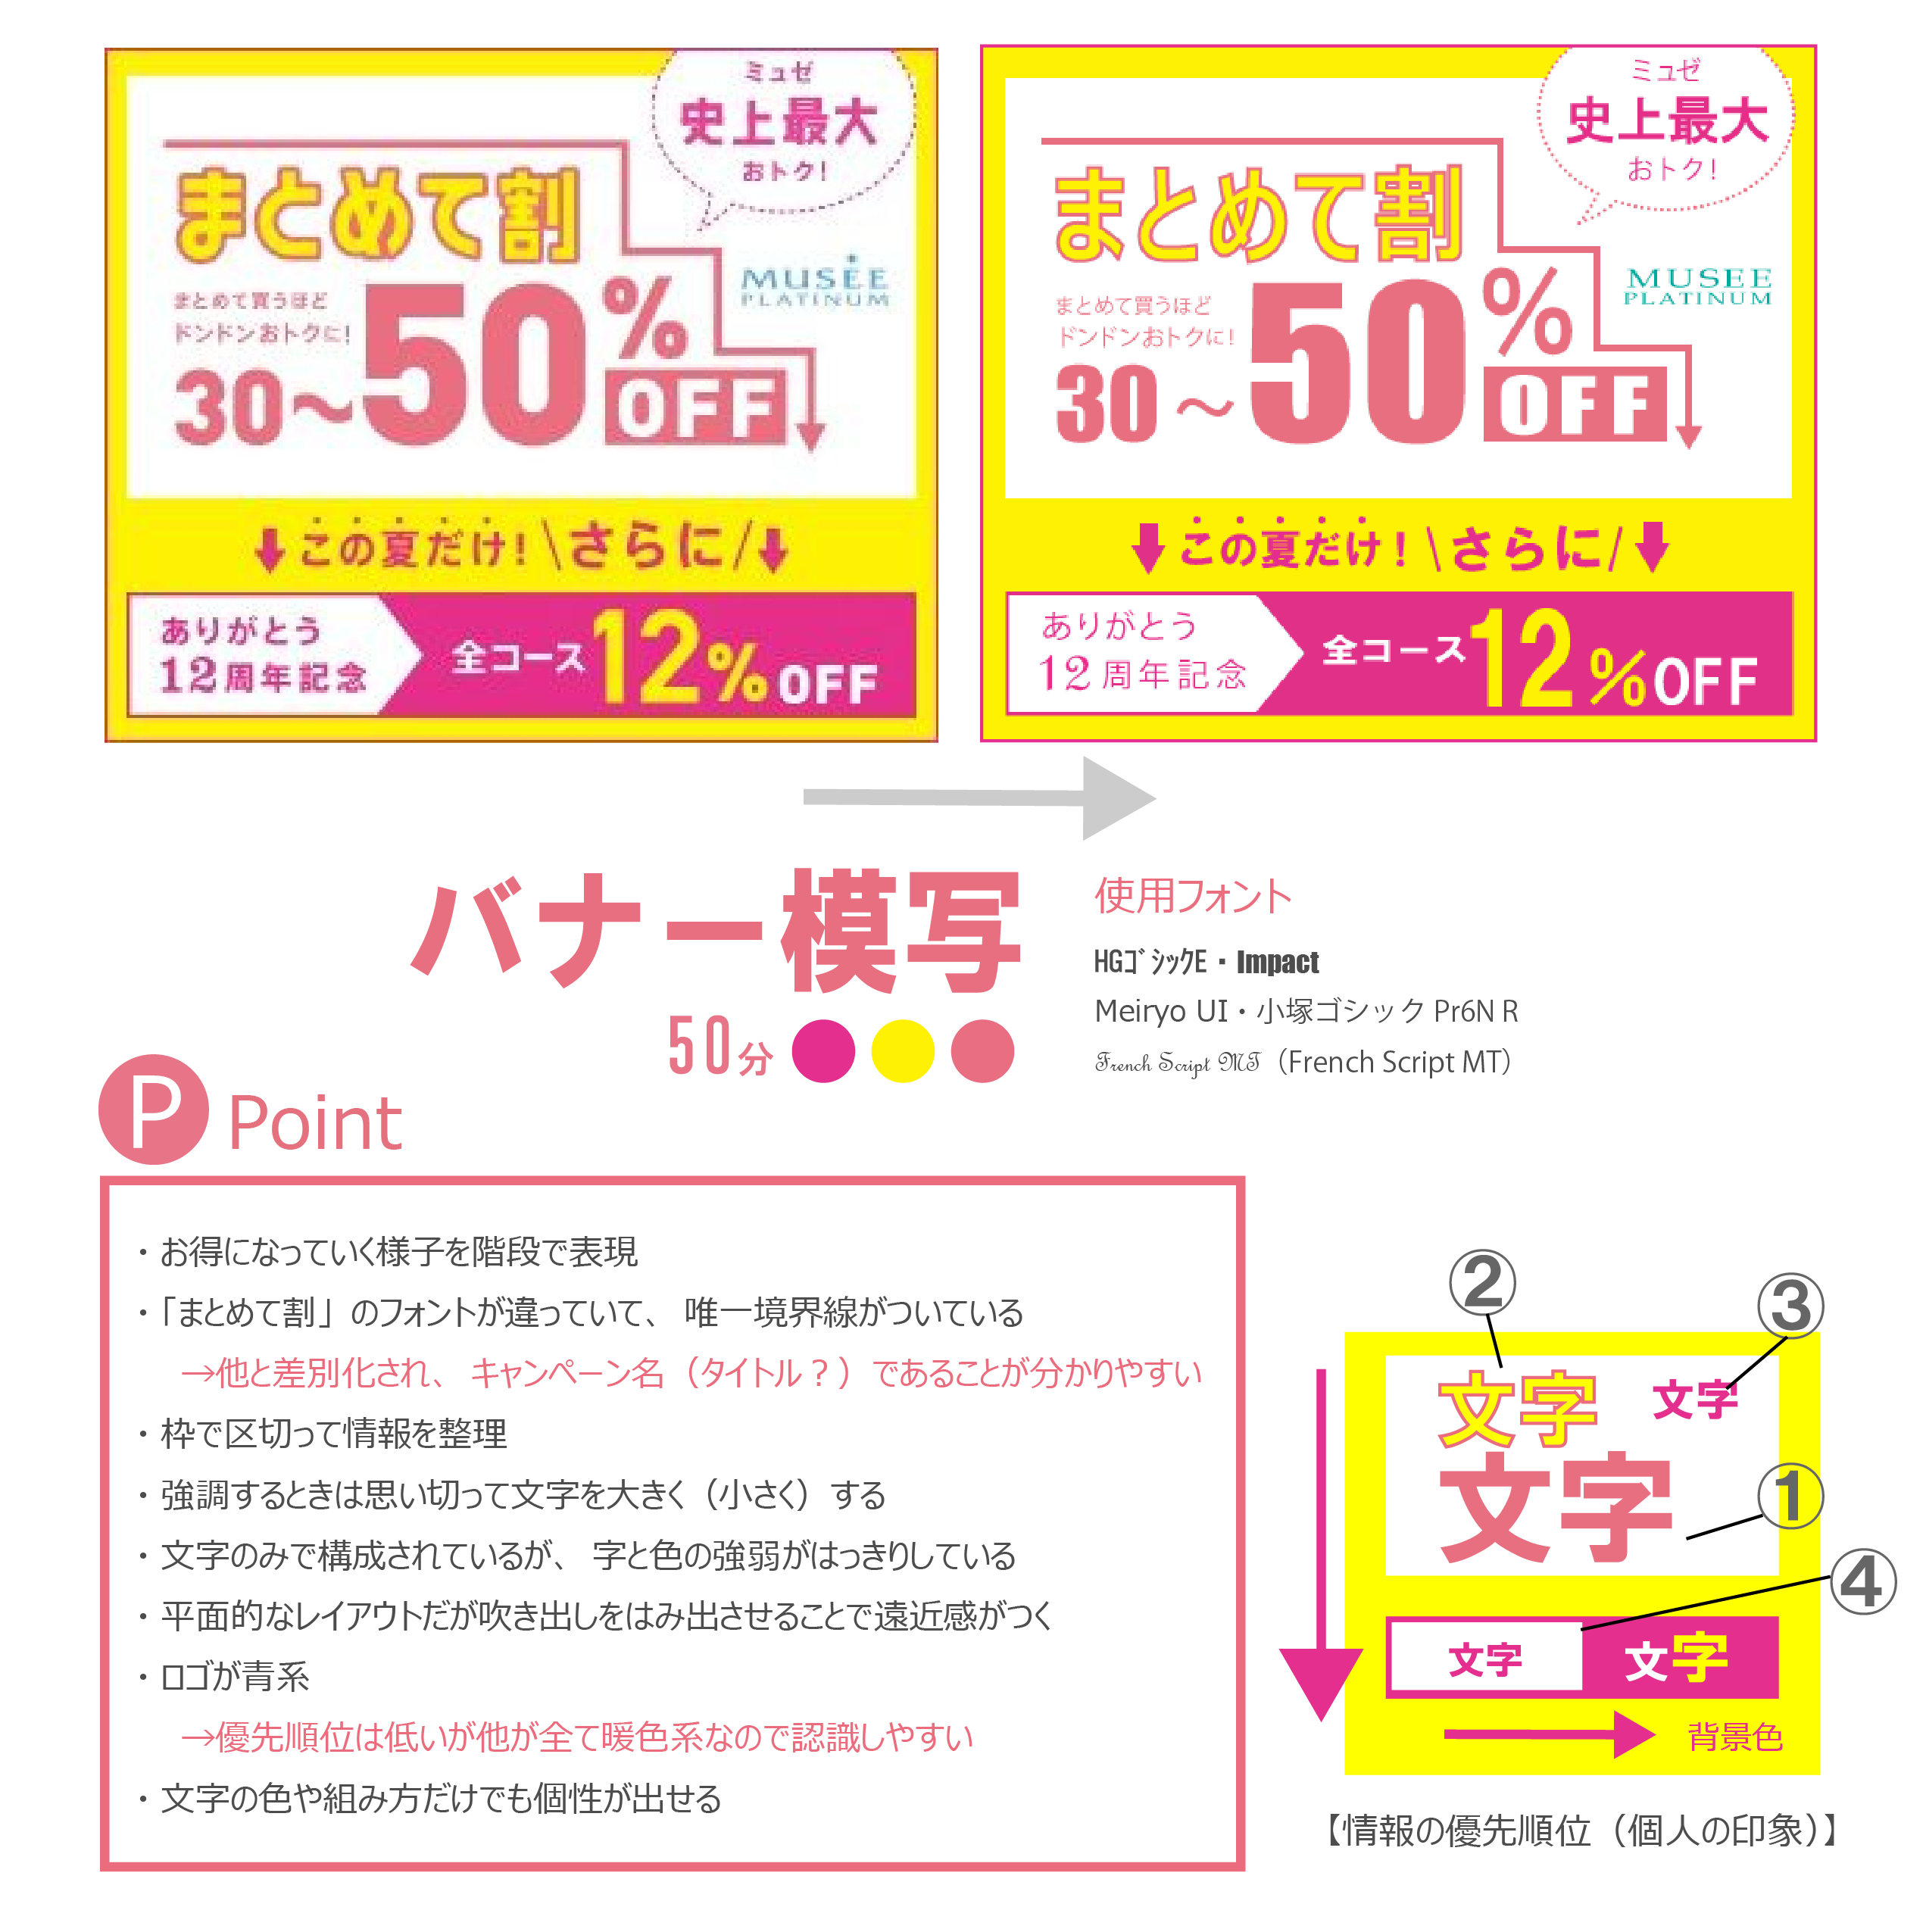 ミュゼ
史上最大
おトク!
まとめて割
まとめて買うほど
ドンドンおトクに!
30～50%
OFF
MUSÉE
PLATINUM
この夏だけ! \さらに/
ありがとう
12周年記念
全コース12%OFF
ミュゼ
史上最大
おトク!
まとめて割
まとめて買うほど
ドンドンおトクに!
30～50%
OFF
MUSEE
PLATINUM
この夏だけ! \さらに/
ありがとう
12周年記念
全コース12%OFF
バナー模写
50分
使用フォント
HGｺﾞｼｯｸE・Impact
Meiryo UI・小塚ゴシック Pr6N R
French Script MT（French Script MT）
P Point
・お得になっていく様子を階段で表現
・「まとめて割」のフォントが違っていて、唯一境界線がついている
→他と差別化され、キャンペーン名（タイトル？）であることが分かりやすい
・枠で区切って情報を整理
・強調するときは思い切って文字を大きく（小さく）する
・文字のみで構成されているが、字と色の強弱がはっきりしている
・平面的なレイアウトだが吹き出しをはみ出させることで遠近感がつく
・ロゴが青系
→優先順位は低いが他が全て暖色系なので認識しやすい
・文字の色や組み方だけでも個性が出せる
②
③
文字
文字
文字
①
④
文字
文字
背景色
【情報の優先順位（個人の印象）】